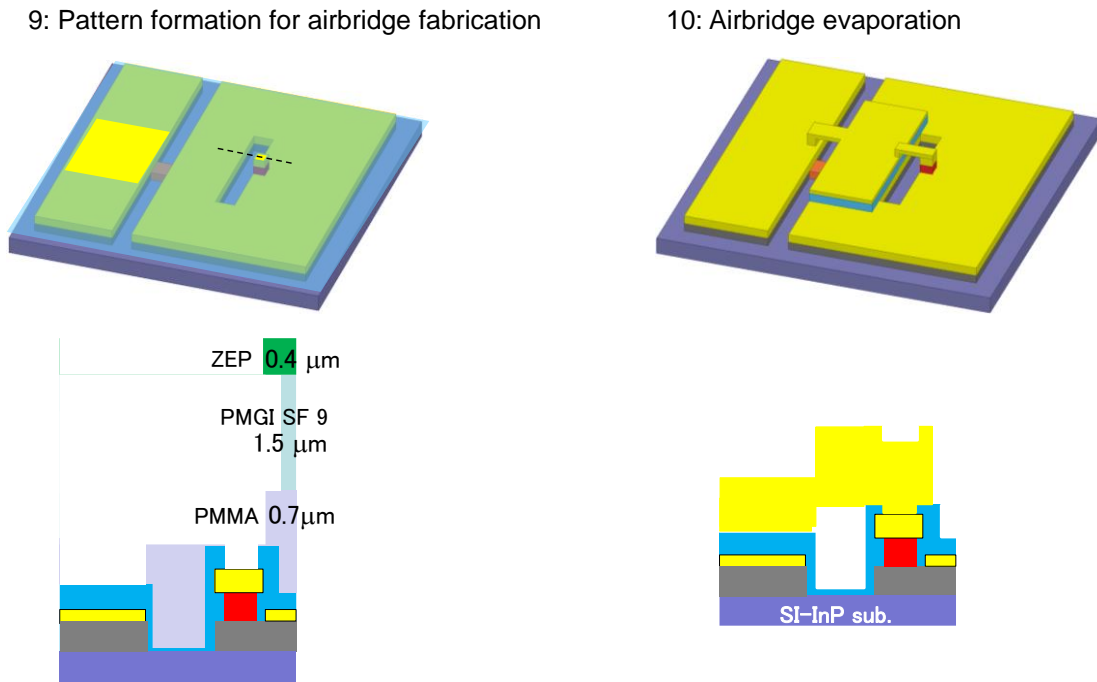 9: Pattern formation for airbridge fabrication
10: Airbridge evaporation
ZEP 0.4 μm
PMGI SF 9
1.5 μm
PMMA 0.7μm
SI-InP sub.